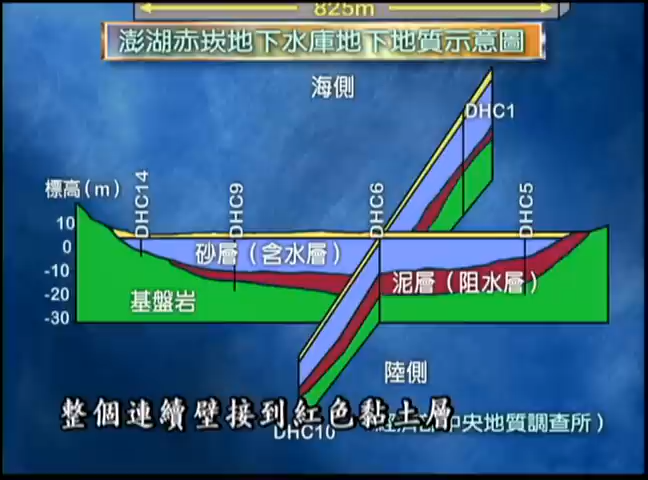 825m
澎湖赤崁地下水庫地下地質示意圖
海側
DHC1
標高(m)
DHC14
DHC9
DHC6
DHC5
10
0
-10
-20
-30
砂層(含水層)
泥層(阻水層)
基盤岩
陸側
整個連續壁接到紅色黏土層
中央地質調查所)
DHC10